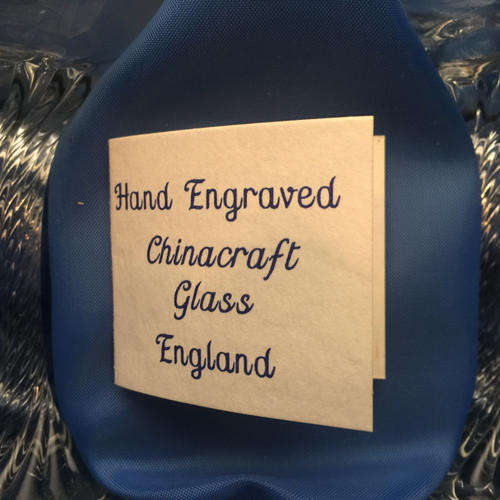 Hand Engraved
Chinacraft
Glass
England